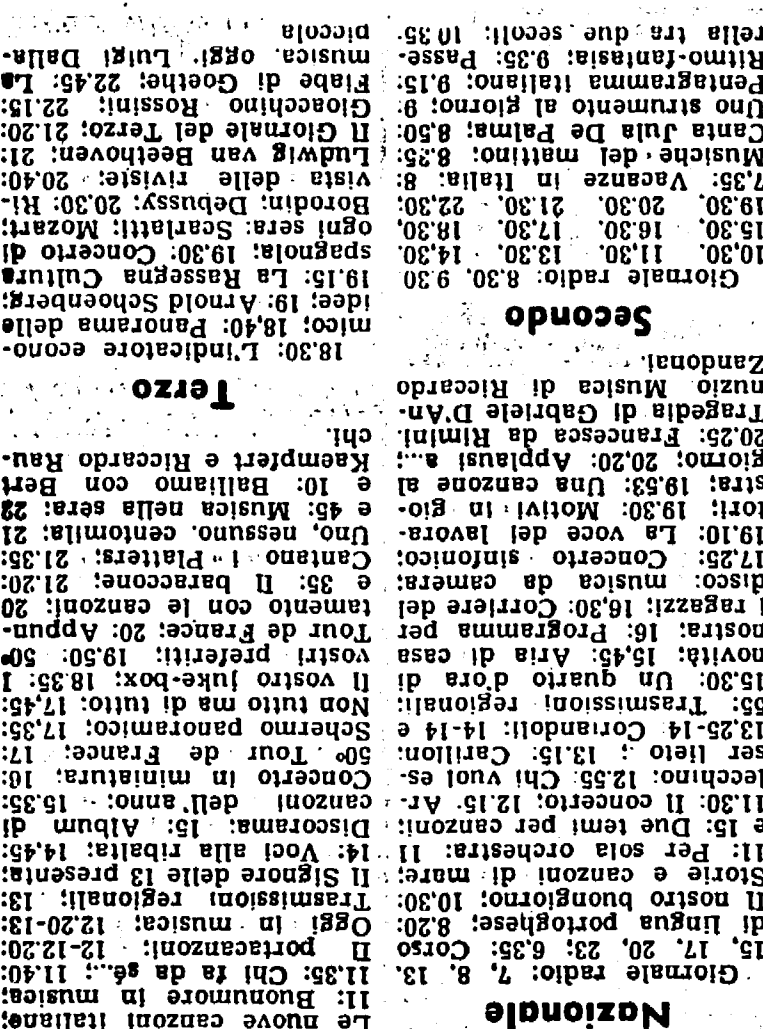 Nazionale
Giornale radio: 7, 8, 13,
15, 17, 20, 23; 6.35: Corso
di lingua portoghese; 8.20:
Il nostro buongiorno; 10.30:
Storie e canzoni di mare;
11: Per sola orchestra; 11
e 15: Due temi per canzoni;
11.30: Il concerto; 12.15: Ar-
lecchino; 12.55: Chi vuol es-
ser lieto...; 13.15: Carillon;
13,25-14 Coriandoli; 14-14 e
55: Trasmissioni regionali;
15.30: Un quarto d'ora di
novità; 15,45: Aria di casa
nostra; 16: Programma per
i ragazzi; 16,30: Corriere del
disco: musica da camera;
17,25: Concerto sinfonico;
19.10: La voce dei lavora-
tori; 19.30: Motivi in gio-
stra; 19.53: Una canzone al
giorno; 20,20: Applausi a...;
20.25: Francesca da Rimini.
Tragedia di Gabriele D'An-
nunzio Musica di Riccardo
Zandonai.
Secondo
Giornale radio: 8.30, 9.30
10,30, 11,30, 13.30, 14,30,
15.30, 16.30, 17.30, 18.30,
19.30, 20.30, 21.30, 22.30;
7,35: Vacanze in Italia; 8:
Musiche del mattino; 8.35:
Canta Jula De Palma; 8,50:
Uno strumento al giorno; 9:
Pentagramma italiano; 9.15:
Ritmo-fantasia; 9.35: Passe-
rella tra due secoli; 10.35:
Le nuove canzoni italiane;
11: Buonumore in musica;
11.35: Chi fa da sé...; 11.40:
Il portacanzoni; 12-12.20:
Oggi in musica; 12.20-13:
Trasmissioni regionali; 13:
Il Signore delle 13 presenta;
14: Voci alla ribalta; 14,45:
Discorama; 15: Album di
canzoni dell'anno; 15.35:
Concerto in miniatura; 16:
50º Tour de France; 17:
Schermo panoramico; 17,35:
Non tutto ma di tutto; 17,45:
Il vostro juke-box; 18.35: I
vostri preferiti; 19.50: 50º
Tour de France; 20: Appun-
tamento con le canzoni; 20
e 35: Il baraccone; 21.20:
Cantano i Platters; 21.35:
Uno, nessuno, centomila; 21
e 45: Musica nella sera; 22
e 10: Balliamo con Bert
Kaempfert e Riccardo Rau-
chi.
Terzo
18.30: L'indicatore econo-
mico; 18,40: Panorama delle
idee; 19: Arnold Schoenberg;
19.15: La Rassegna Cultura
spagnola; 19.30: Concerto di
ogni sera: Scarlatti; Mozart;
Borodin; Debussy; 20.30: Ri-
vista delle riviste; 20.40:
Ludwig van Beethoven; 21:
Il Giornale del Terzo; 21.20:
Gioacchino Rossini; 22.15:
Fiabe di Goethe; 22.45: La
musica, oggi. Luigi Dalla-
piccola